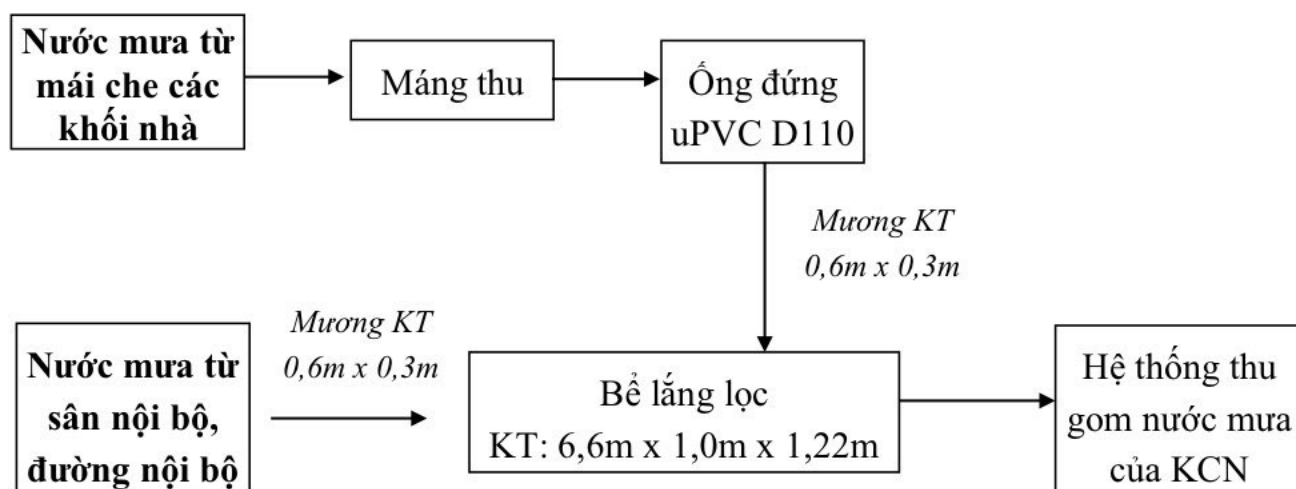 Nước mưa từ
mái che các
khối nhà
Máng thu
Ống đứng
uPVC D110
Mương KT
0,6m x 0,3m
Nước mưa từ
sân nội bộ,
đường nội bộ
Mương KT
0,6m x 0,3m
Bể lắng lọc
KT: 6,6m x 1,0m x 1,22m
Hệ thống thu
gom nước mưa
của KCN